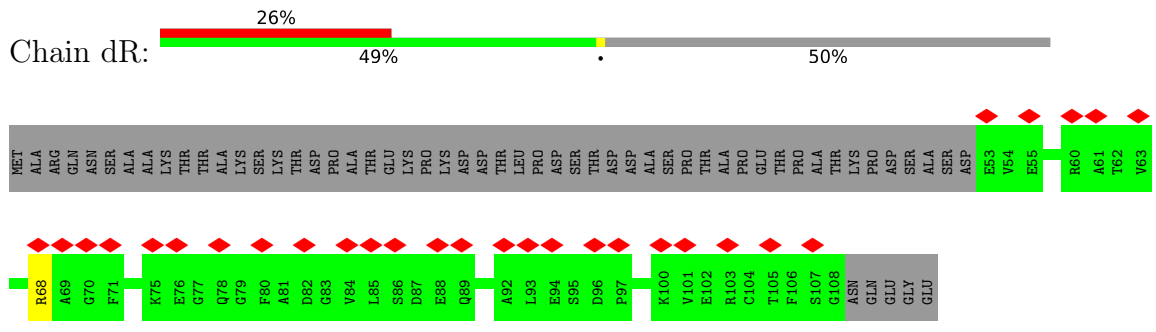 26%
Chain dR:
49%
•
50%
MET ALA ARG GLN ASN SER ALA ALA LYS THR THR ALA LYS SER LYS THR ASP PRO ALA THR GLU LYS PRO LYS ASP ASP THR LEU PRO ASP SER THR ASP ASP ALA SER PRO THR ALA PRO GLU THR PRO ALA THR LYS PRO ASP SER ALA SER ASP E53 V54 E55 R60 A61 T62 V63
R68 A69 G70 F71 K75 E76 G77 Q78 G79 F80 A81 D82 G83 V84 L85 S86 D87 E88 Q89 A92 L93 E94 S95 D96 P97 K100 V101 E102 R103 C104 T105 F106 S107 G108 ASN GLN GLU GLY GLU